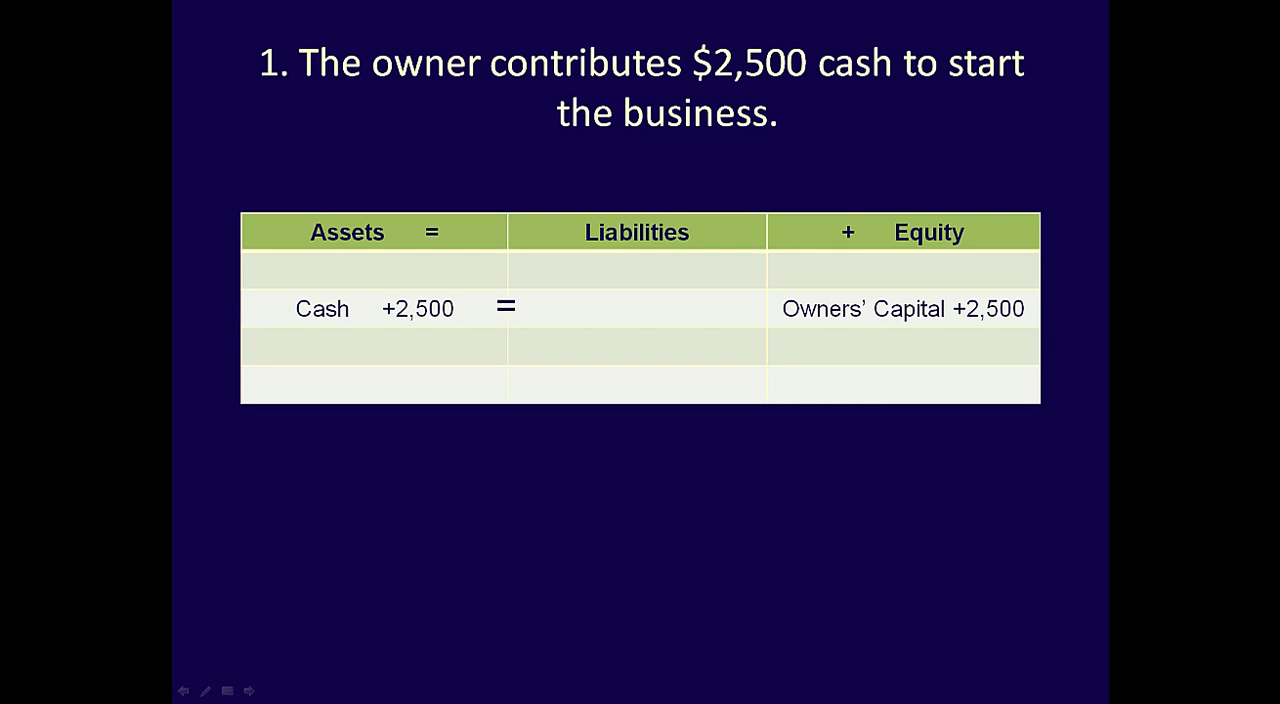 1. The owner contributes $2,500 cash to start
the business.
Assets = Liabilities + Equity
Cash +2,500 = Owners’ Capital +2,500